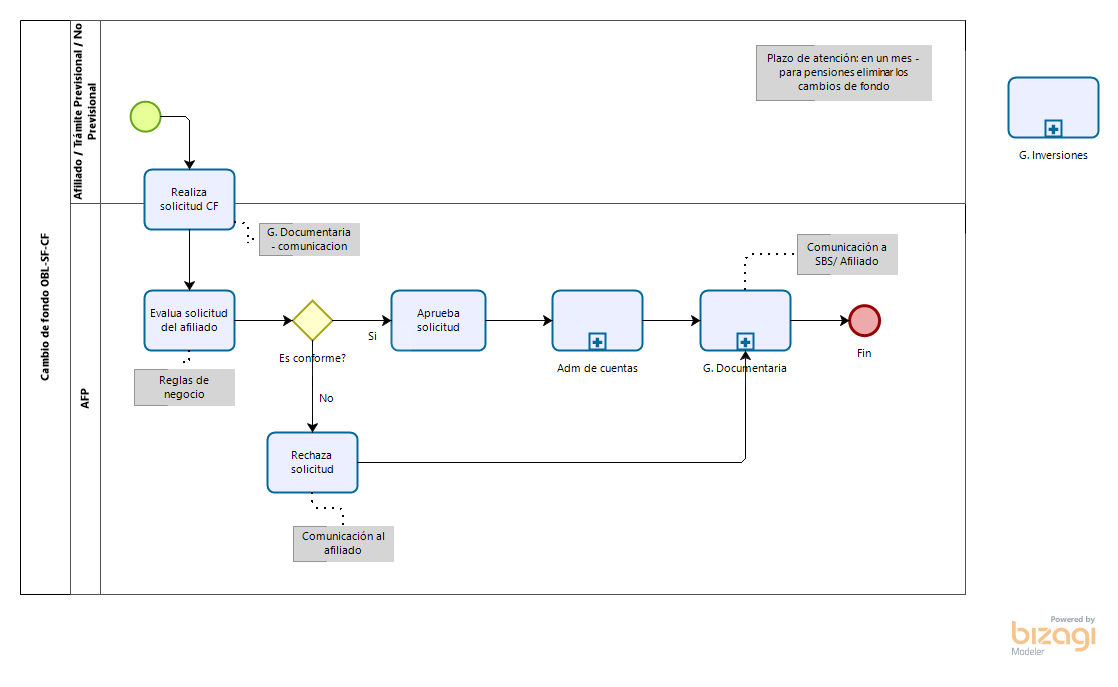 Cambio de fondo OBL-SF-CF
Afiliado / Trámite Previsional / No
Previsional
Plazo de atención: en un mes -
para pensiones eliminar los
cambios de fondo
G. Inversiones
Realiza
solicitud CF
G. Documentaria
- comunicacion
AFP
Comunicación a
SBS/ Afiliado
Evalua solicitud
del afiliado
Es conforme?
Si
Aprueba
solicitud
Adm de cuentas
G. Documentaria
Fin
Reglas de
negocio
No
Rechaza
solicitud
Comunicación al
afiliado
Powered by
bizagi
Modeler